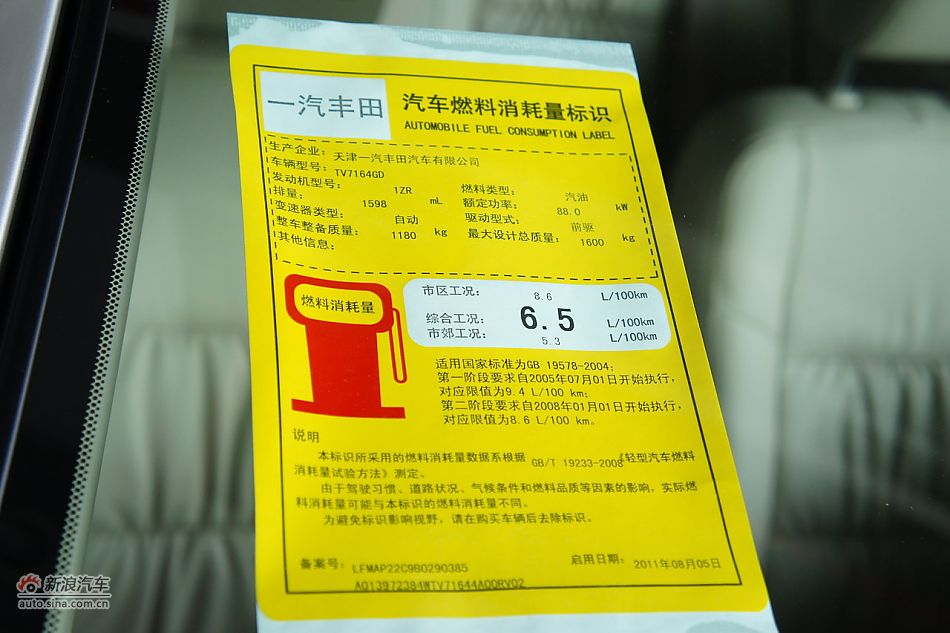 一汽丰田
汽车燃料消耗量标识
AUTOMOBILE FUEL CONSUMPTION LABEL
生产企业: 天津一汽丰田汽车有限公司
车辆型号: TV7164GD
发动机型号: 1ZR 燃料类型: 汽油
排量: 1598 mL 额定功率: 88.0 kW
变速器类型: 自动 驱动型式: 前驱
整车整备质量: 1180 kg 最大设计总质量: 1600 kg
其他信息:
燃料消耗量
市区工况: 8.6 L/100km
综合工况: 6.5 L/100km
市郊工况: 5.3 L/100km
适用国家标准为GB 19578-2004;
第一阶段要求自2005年07月01日开始执行,
对应限值为9.4 L/100 km;
第二阶段要求自2008年01月01日开始执行,
对应限值为8.6 L/100 km。
说明
本标识所采用的燃料消耗量数据系根据 GB/T 19233-2008《轻型汽车燃料
消耗量试验方法》测定。
由于驾驶习惯、道路状况、气候条件和燃料品质等因素的影响,实际燃
料消耗量可能与本标识的燃料消耗量不同。
为避免标识影响视野,请在购买车辆后去除标识。
备案号: LFMAP22C9B0290385 启用日期: 2011年08月05日
A013972384WTV71644A00RV02
新浪汽车
auto.sina.com.cn